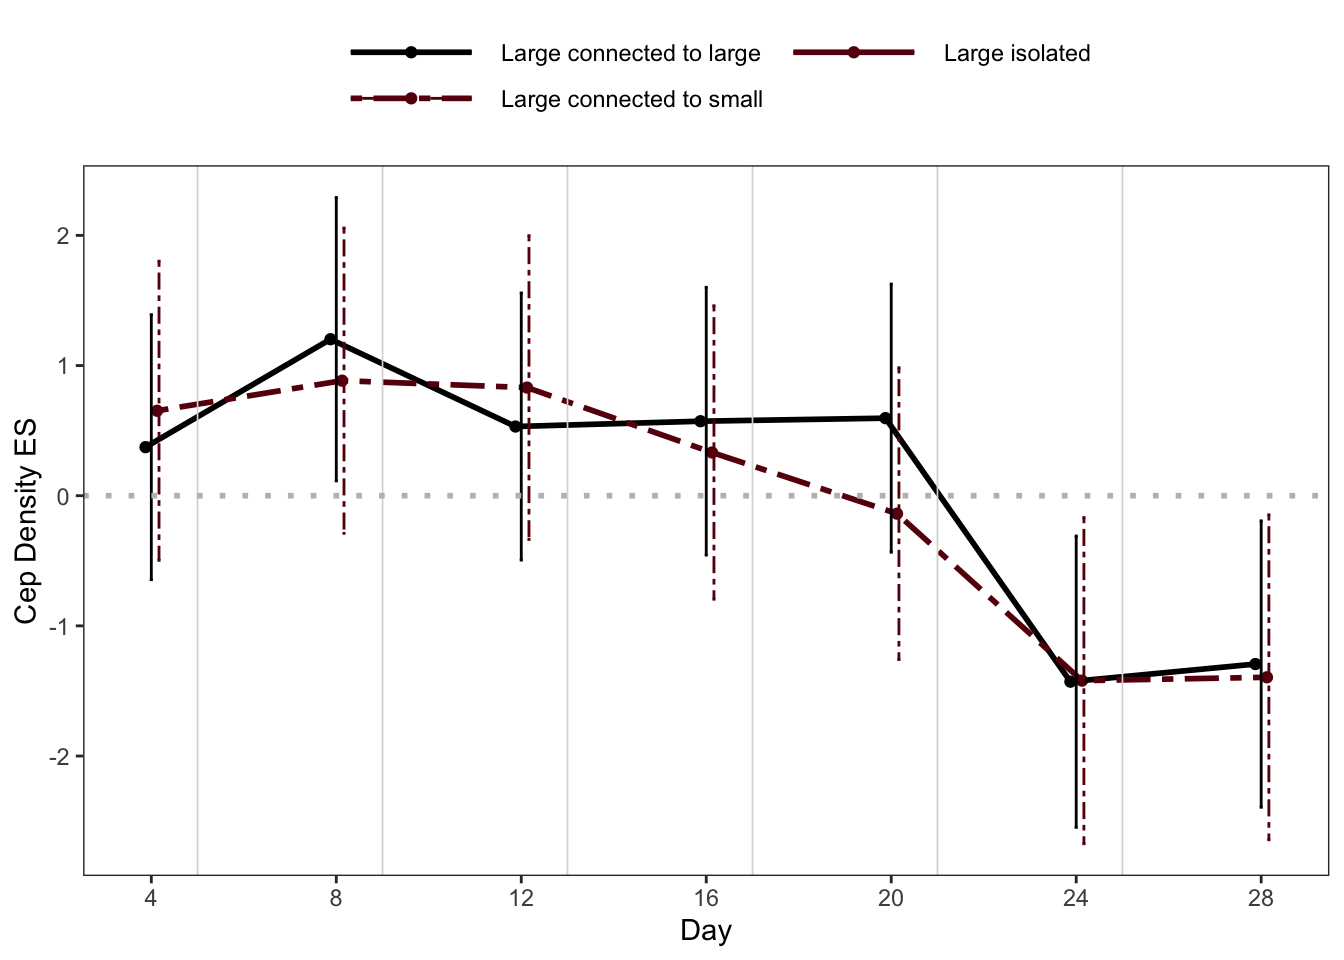 Large connected to large Large isolated
Large connected to small
Cep Density ES
2
1
0
-1
-2
4 8 12 16 20 24 28
Day